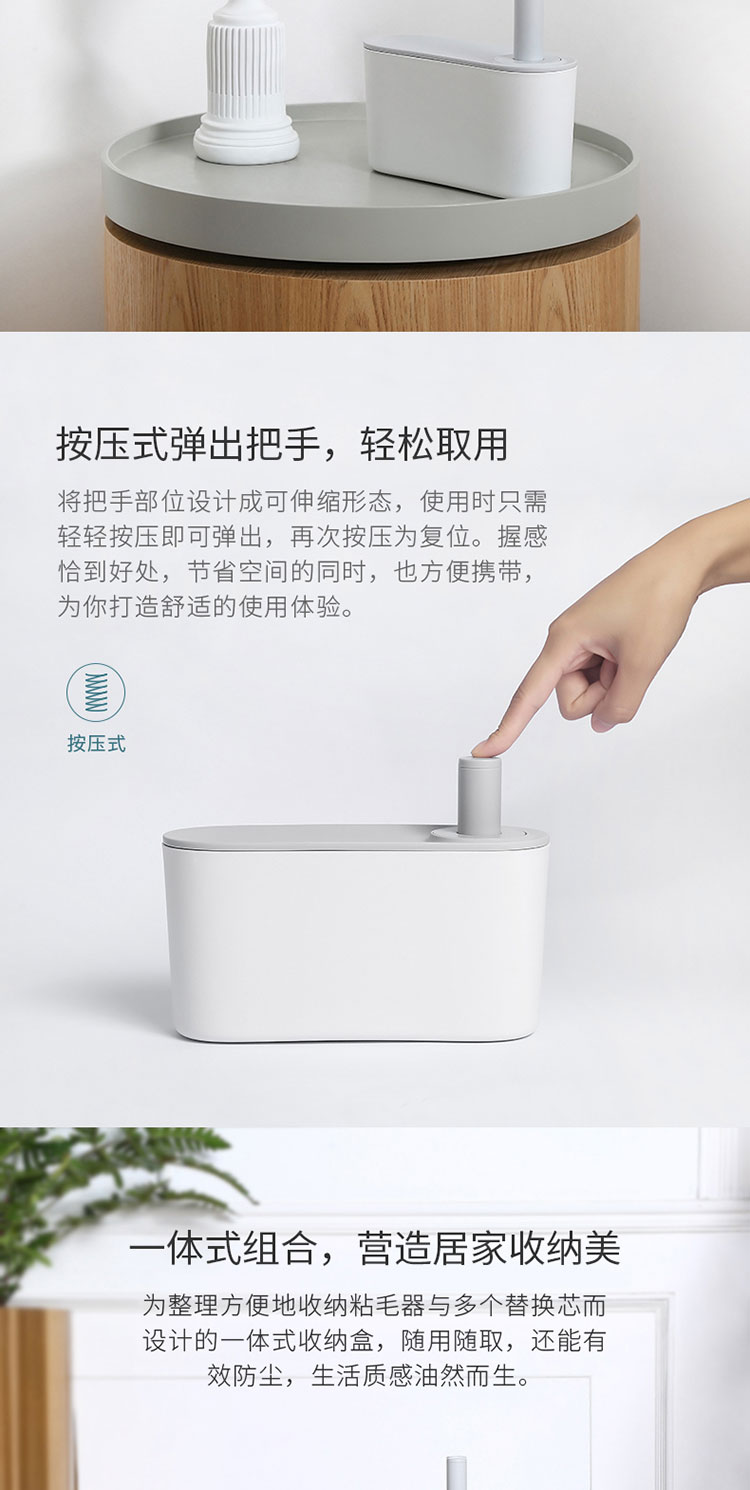 按压式弹出把手，轻松取用
将把手部位设计成可伸缩形态，使用时只需
轻轻按压即可弹出，再次按压为复位。握感
恰到好处，节省空间的同时，也方便携带，
为你打造舒适的使用体验。
按压式
一体式组合，营造居家收纳美
为整理方便地收纳粘毛器与多个替换芯而
设计的一体式收纳盒，随用随取，还能有
效防尘，生活质感油然而生。